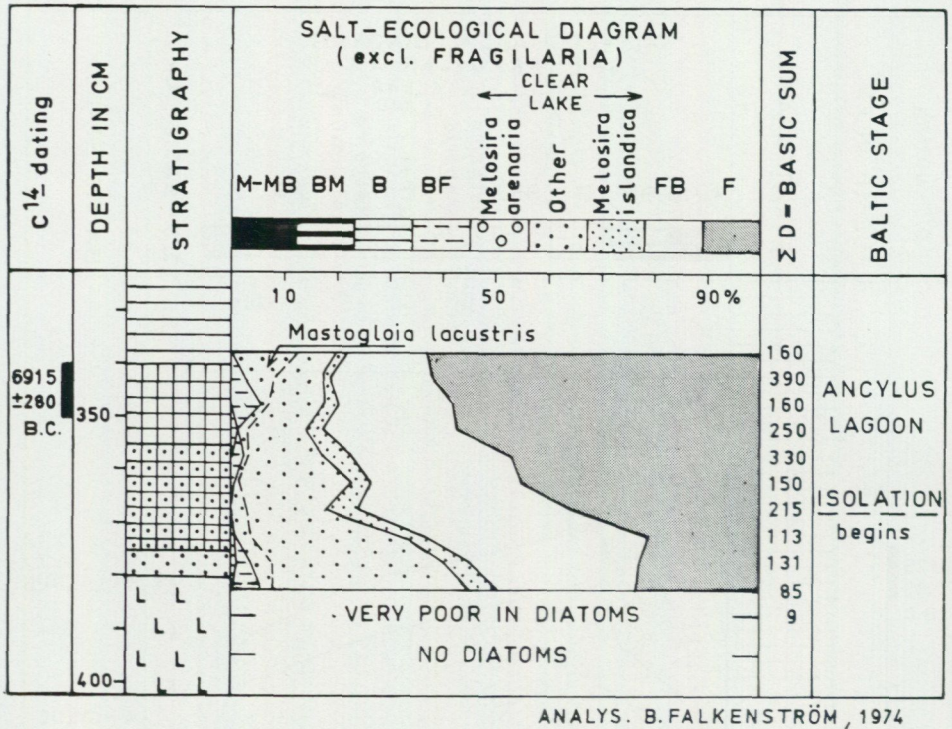 C14 dating
DEPTH IN CM
STRATIGRAPHY
SALT-ECOLOGICAL DIAGRAM
(excl. FRAGILARIA)
CLEAR
LAKE
M-MB BM B BF Melosira arenaria Other Melosira islandica FB F
Σ D=BASIC SUM
BALTIC STAGE
10 50 90%
Mastogloia lacustris
6915
±280
B.C.
350
400
L L
L L
L L
L L
160
390
160
250
330
150
215
113
131
85
9
ANCYLUS
LAGOON
ISOLATION
begins
VERY POOR IN DIATOMS
NO DIATOMS
ANALYS. B.FALKENSTRÖM, 1974